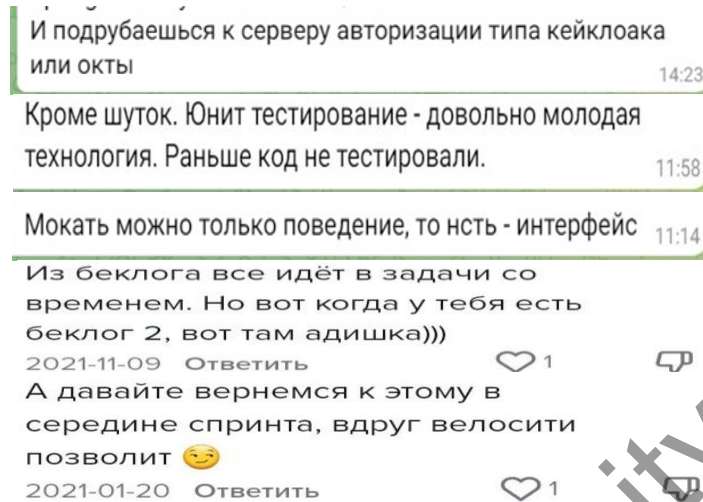 И подрубаешься к серверу авторизации типа кейклоака
или окты
14:23
Кроме шуток. Юнит тестирование - довольно молодая
технология. Раньше код не тестировали.
11:58
Мокать можно только поведение, то нсть - интерфейс
11:14
Из беклога все идёт в задачи со
временем. Но вот когда у тебя есть
беклог 2, вот там адишка)))
2021-11-09 Ответить 1
А давайте вернемся к этому в
середине спринта, вдруг велосити
позволит 😏
2021-01-20 Ответить 1